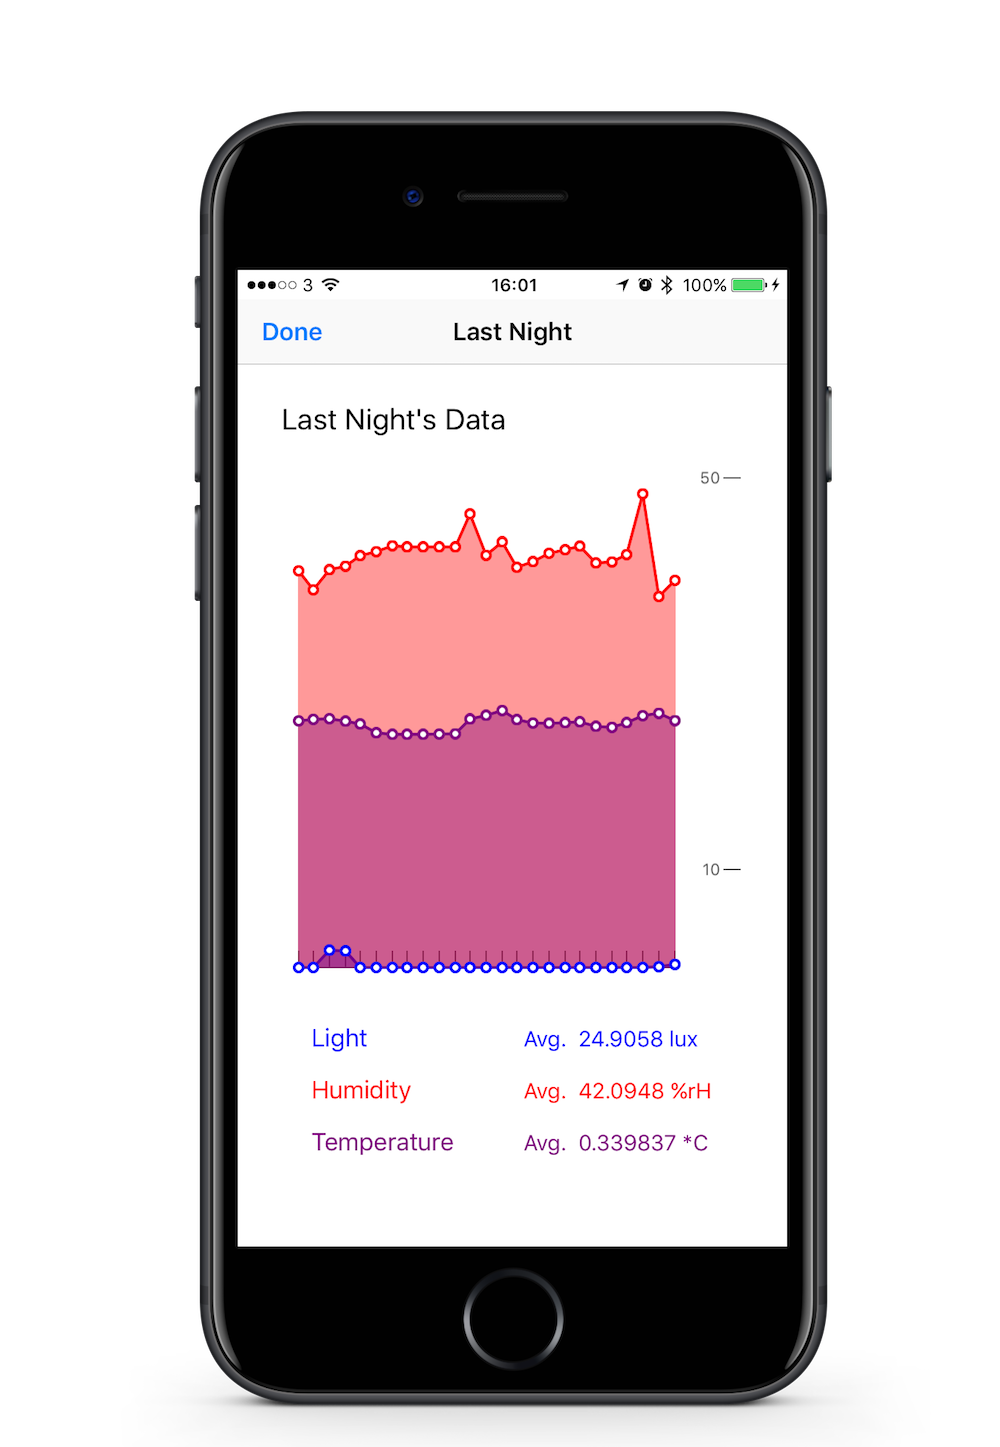 3 16:01 100%
Done Last Night
Last Night's Data
50
10
Light Avg. 24.9058 lux
Humidity Avg. 42.0948 %rH
Temperature Avg. 0.339837 *C